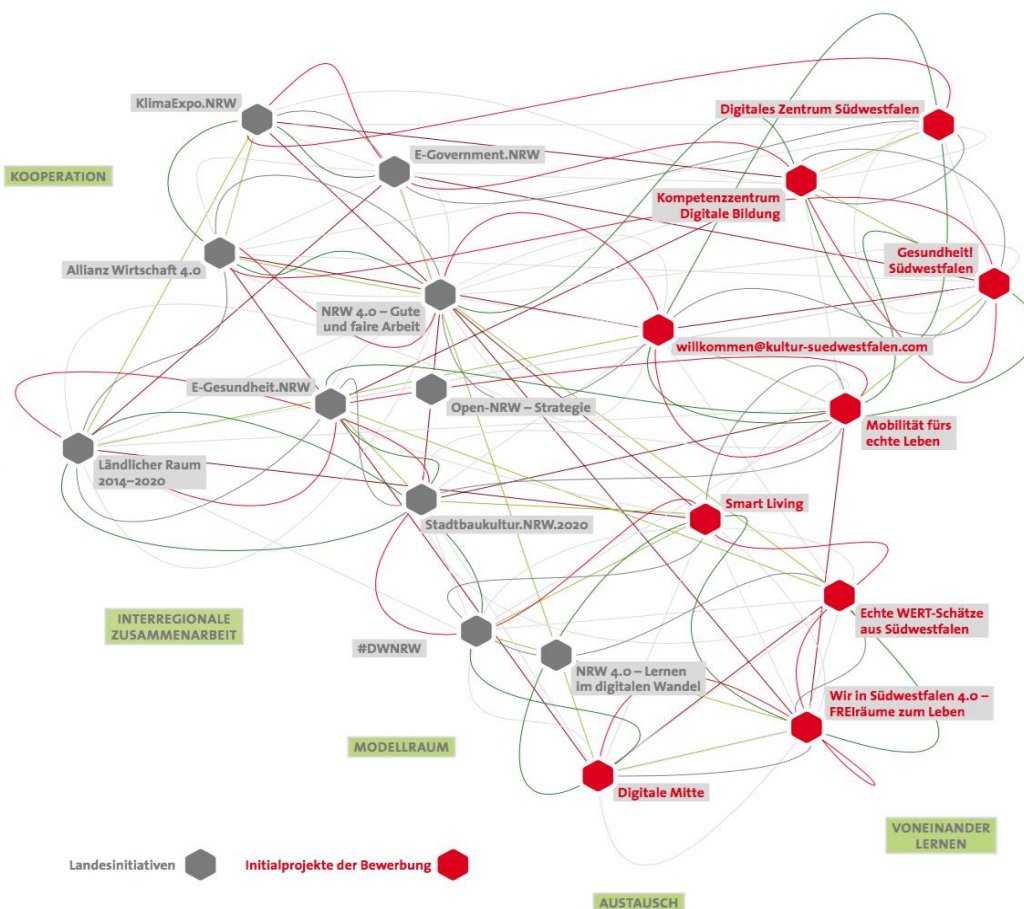 KlimaExpo.NRW
Digitales Zentrum Südwestfalen
E-Government.NRW
KOOPERATION
Kompetenzzentrum
Digitale Bildung
Gesundheit!
Südwestfalen
Allianz Wirtschaft 4.0
NRW 4.0 – Gute
und faire Arbeit
willkommen@kultur-suedwestfalen.com
E-Gesundheit.NRW
Open-NRW – Strategie
Mobilität fürs
echte Leben
Ländlicher Raum
2014–2020
Smart Living
Stadtbaukultur.NRW.2020
INTERREGIONALE
ZUSAMMENARBEIT
Echte WERT-Schätze
aus Südwestfalen
#DWNRW
NRW 4.0 – Lernen
im digitalen Wandel
Wir in Südwestfalen 4.0 –
FREIräume zum Leben
MODELLRAUM
Digitale Mitte
VONEINANDER
LERNEN
Landesinitiativen
Initialprojekte der Bewerbung
AUSTAUSCH